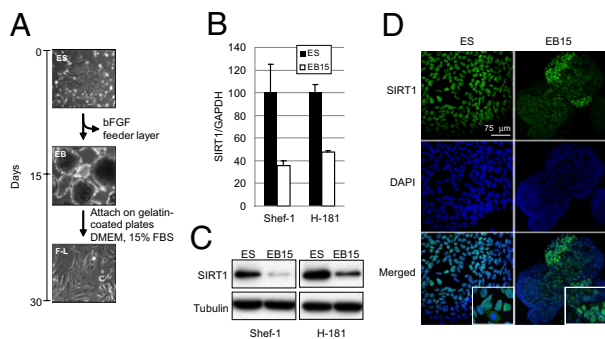 A
0
ES
bFGF
feeder layer
Days
EB
15
Attach on gelatin-
coated plates
DMEM, 15% FBS
F-L
30
B
SIRT1/GAPDH
140
120
100
80
60
40
20
0
ES
EB15
Shef-1 H-181
C
ES EB15 ES EB15
SIRT1
Tubulin
Shef-1 H-181
D
ES EB15
SIRT1
75 μm
DAPI
Merged